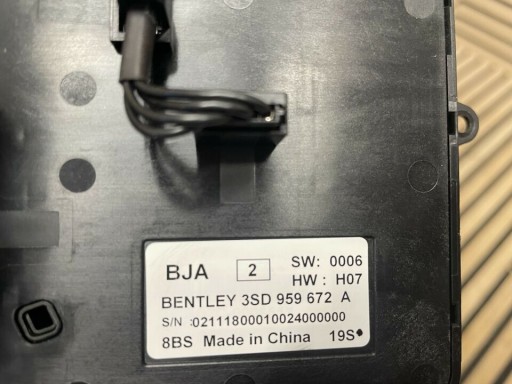 BJA 2 SW: 0006
HW: H07
BENTLEY 3SD 959 672 A
S/N :02111800010024000000
8BS Made in China 19S